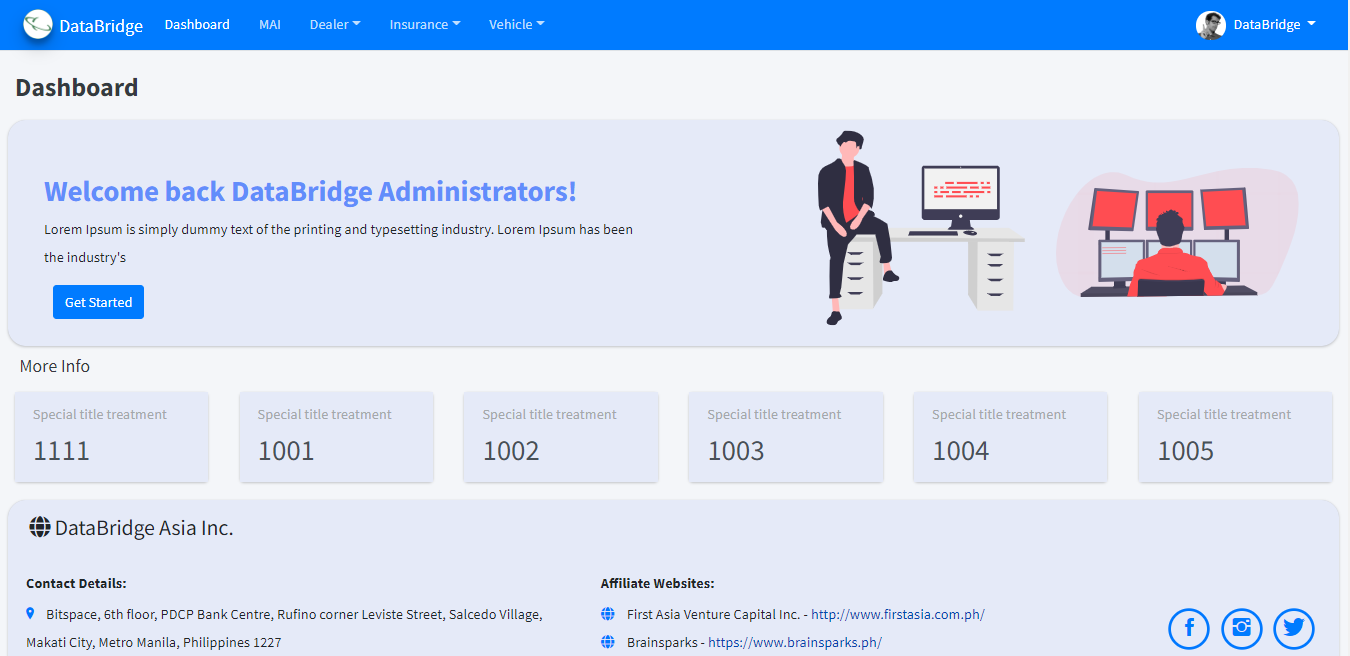 DataBridge Dashboard MAI Dealer Insurance Vehicle DataBridge
Dashboard
Welcome back DataBridge Administrators!
Lorem Ipsum is simply dummy text of the printing and typesetting industry. Lorem Ipsum has been
the industry's
Get Started
More Info
Special title treatment Special title treatment Special title treatment Special title treatment Special title treatment Special title treatment
1111 1001 1002 1003 1004 1005
DataBridge Asia Inc.
Contact Details:
Bitspace, 6th floor, PDCP Bank Centre, Rufino corner Leviste Street, Salcedo Village,
Makati City, Metro Manila, Philippines 1227
Affiliate Websites:
First Asia Venture Capital Inc. - http://www.firstasia.com.ph/
Brainsparks - https://www.brainsparks.ph/